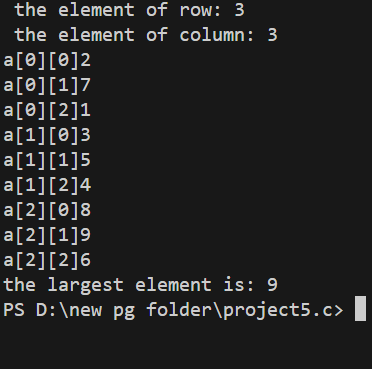 the element of row: 3
the element of column: 3
a[0][0]2
a[0][1]7
a[0][2]1
a[1][0]3
a[1][1]5
a[1][2]4
a[2][0]8
a[2][1]9
a[2][2]6
the largest element is: 9
PS D:\new pg folder\project5.c>